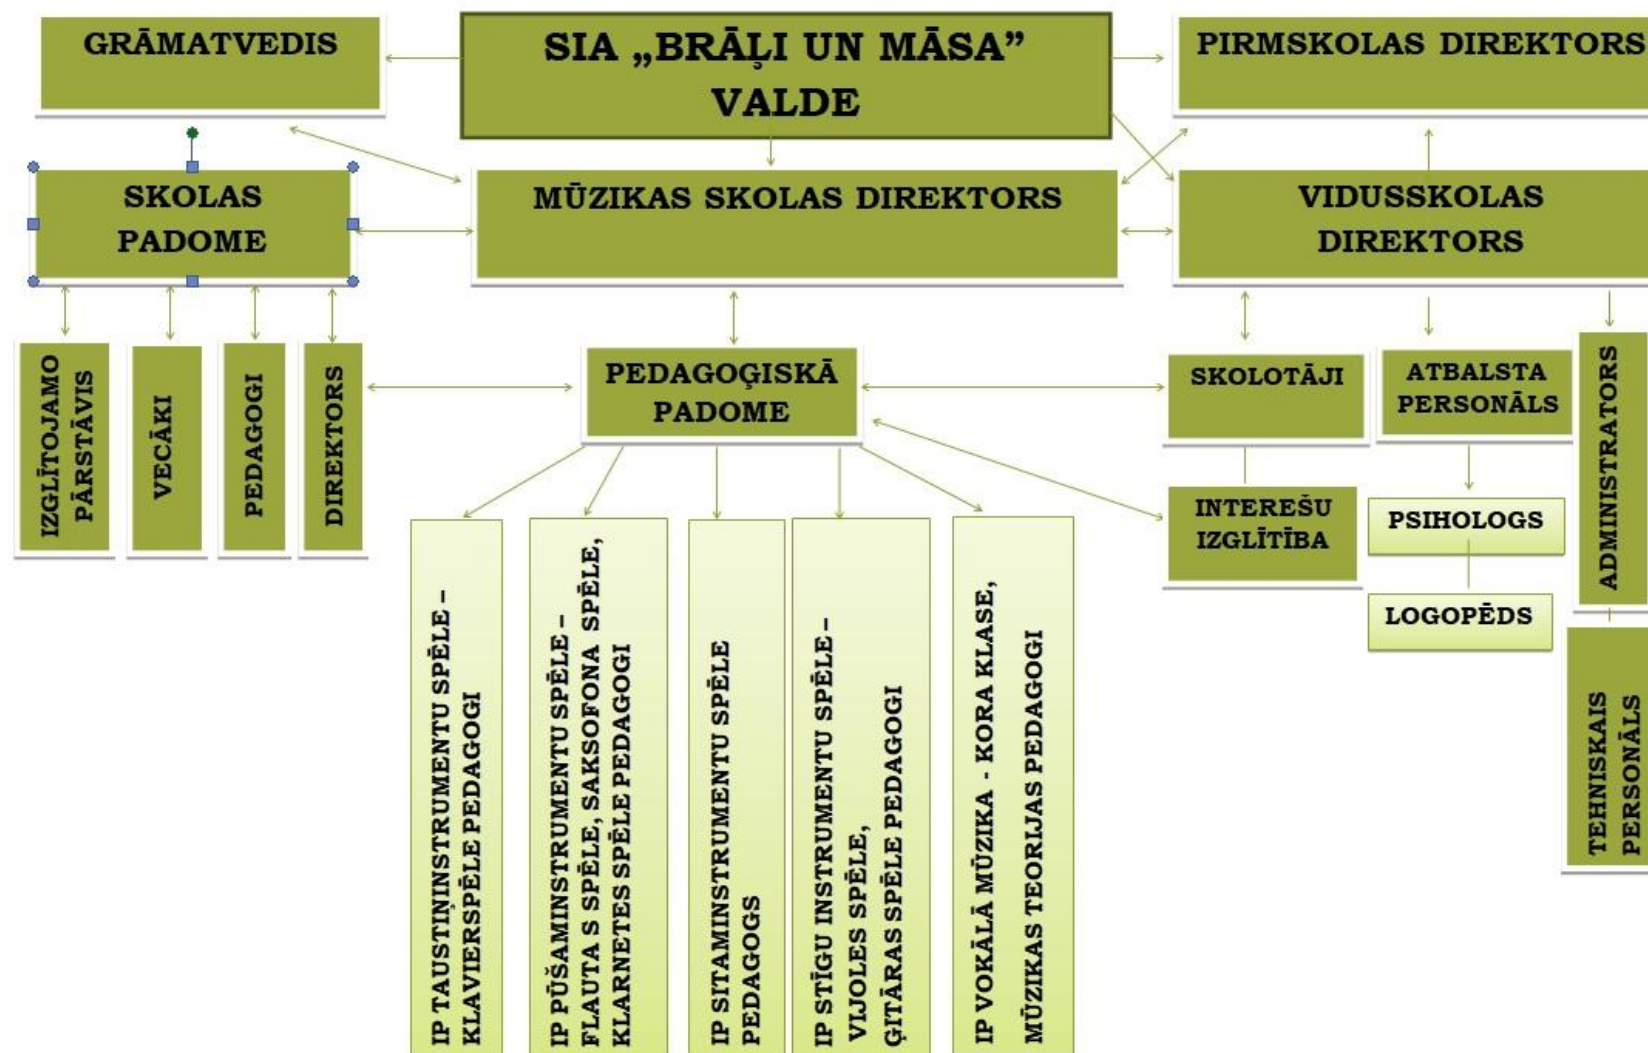 GRĀMATVEDIS
SIA „BRĀĻI UN MĀSA”
VALDE
PIRMSKOLAS DIREKTORS
SKOLAS
PADOME
MŪZIKAS SKOLAS DIREKTORS
VIDUSSKOLAS
DIREKTORS
IZGLĪTOJAMO
PĀRSTĀVIS
VECĀKI
PEDAGOGI
DIREKTORS
PEDAGOĢISKĀ
PADOME
SKOLOTĀJI
ATBALSTA
PERSONĀLS
ADMINISTRATORS
INTEREŠU
IZGLĪTĪBA
PSIHOLOGS
LOGOPĒDS
TEHNISKAIS
PERSONĀLS
IP TAUSTIŅINSTRUMENTU SPĒLE –
KLAVIERSPĒLE PEDAGOGI
IP PŪŠAMINSTRUMENTU SPĒLE –
FLAUTA S SPĒLE, SAKSOFONA SPĒLE,
KLARNETES SPĒLE PEDAGOGI
IP SITAMINSTRUMENTU SPĒLE
PEDAGOGS
IP STĪGU INSTRUMENTU SPĒLE –
VIJOLES SPĒLE,
ĢITĀRAS SPĒLE PEDAGOGI
IP VOKĀLĀ MŪZIKA - KORA KLASE,
MŪZIKAS TEORIJAS PEDAGOGI